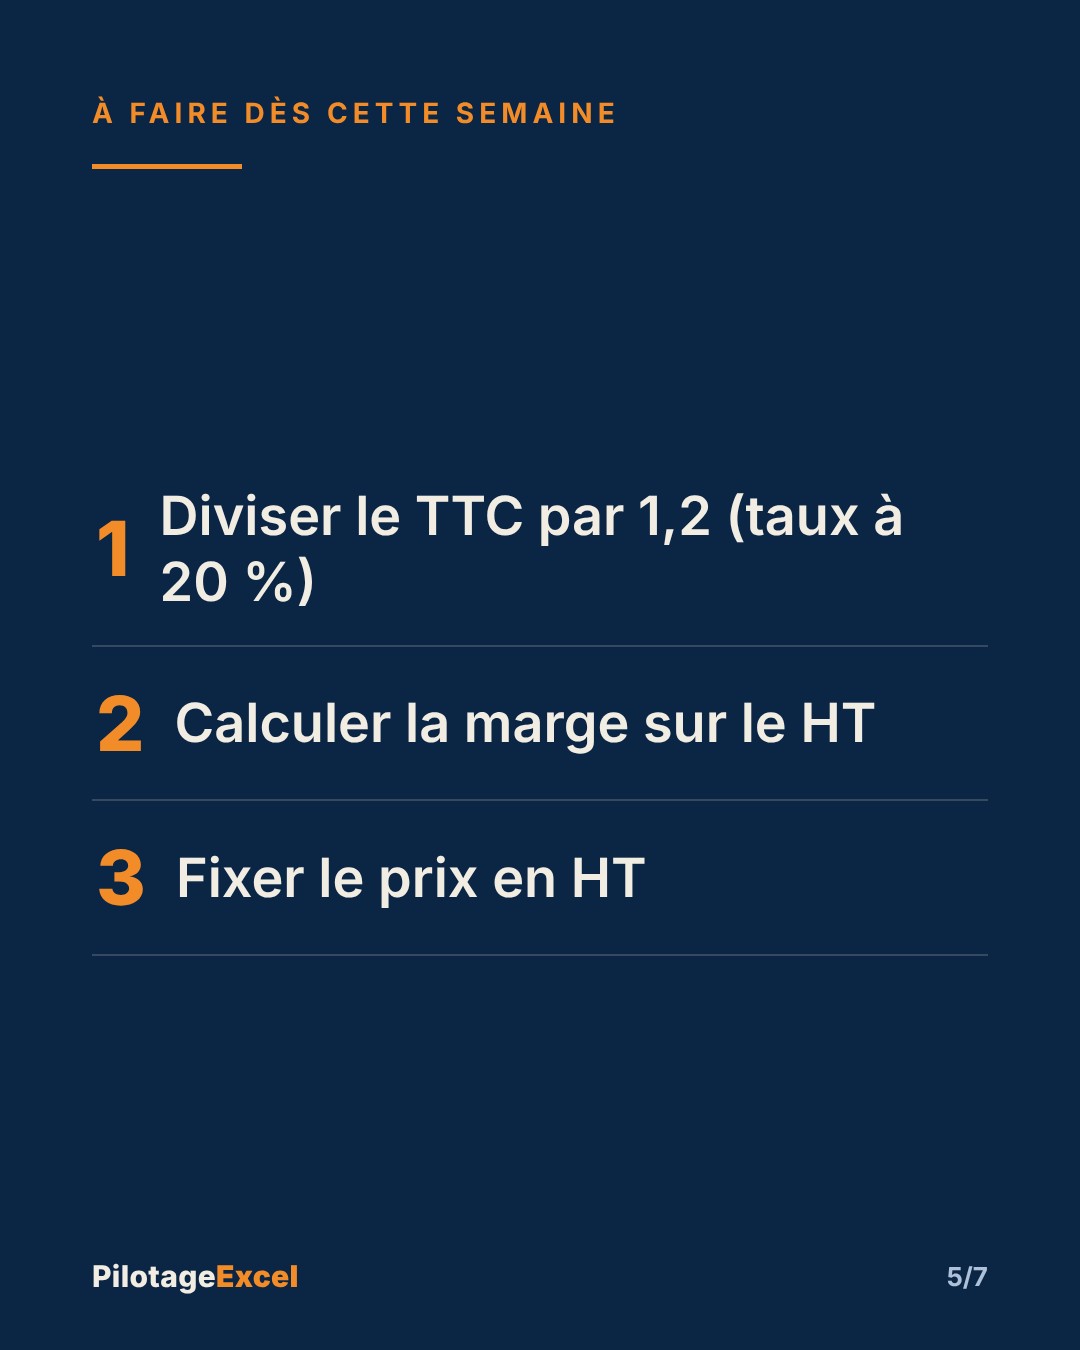 À FAIRE DÈS CETTE SEMAINE
1 Diviser le TTC par 1,2 (taux à
20 %)
2 Calculer la marge sur le HT
3 Fixer le prix en HT
PilotageExcel
5/7